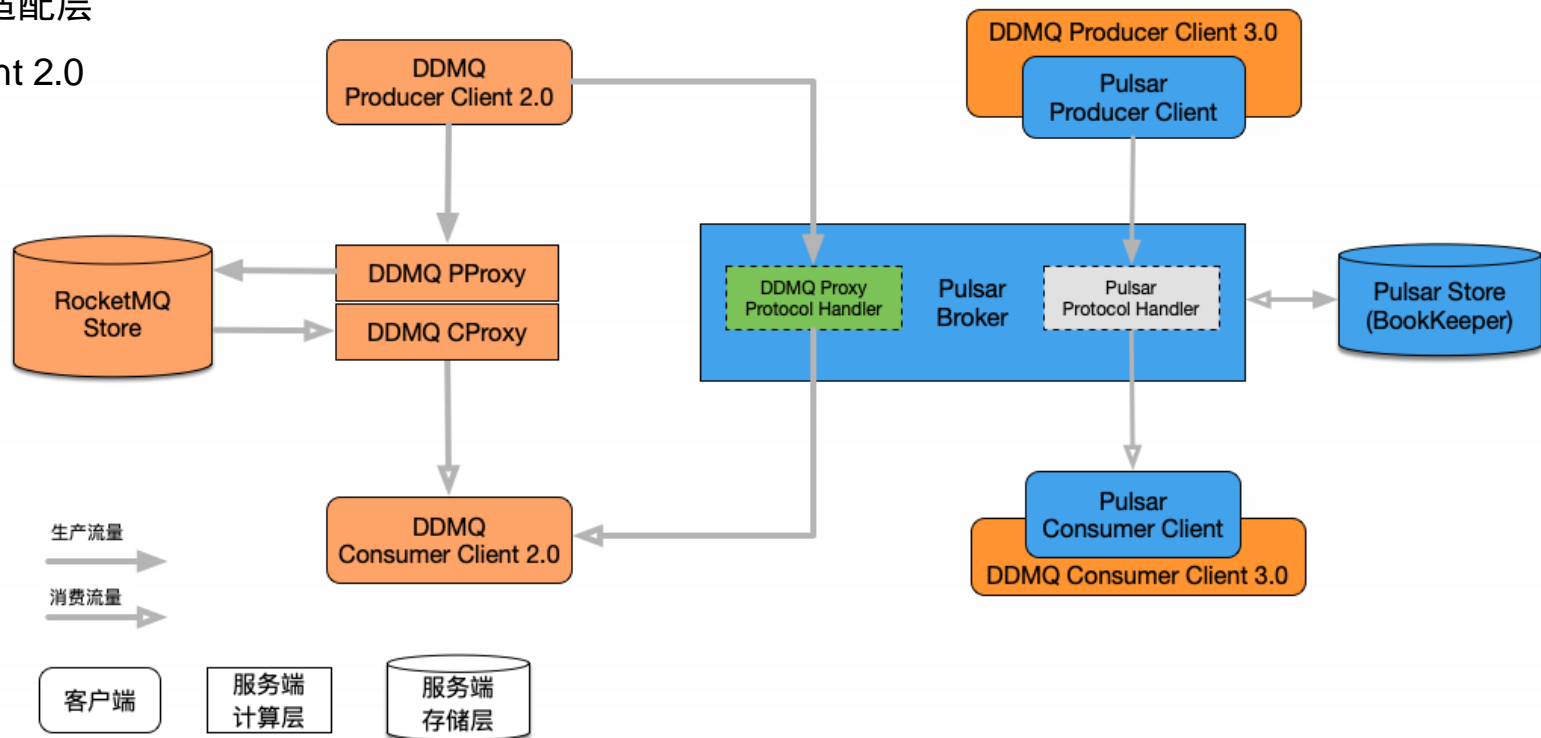 适配层
nt 2.0
DDMQ
Producer Client 2.0
DDMQ Producer Client 3.0
Pulsar
Producer Client
RocketMQ
Store
DDMQ PProxy
DDMQ CProxy
DDMQ Proxy
Protocol Handler
Pulsar
Broker
Pulsar
Protocol Handler
Pulsar Store
(BookKeeper)
DDMQ
Consumer Client 2.0
Pulsar
Consumer Client
DDMQ Consumer Client 3.0
生产流量
消费流量
客户端
服务端
计算层
服务端
存储层